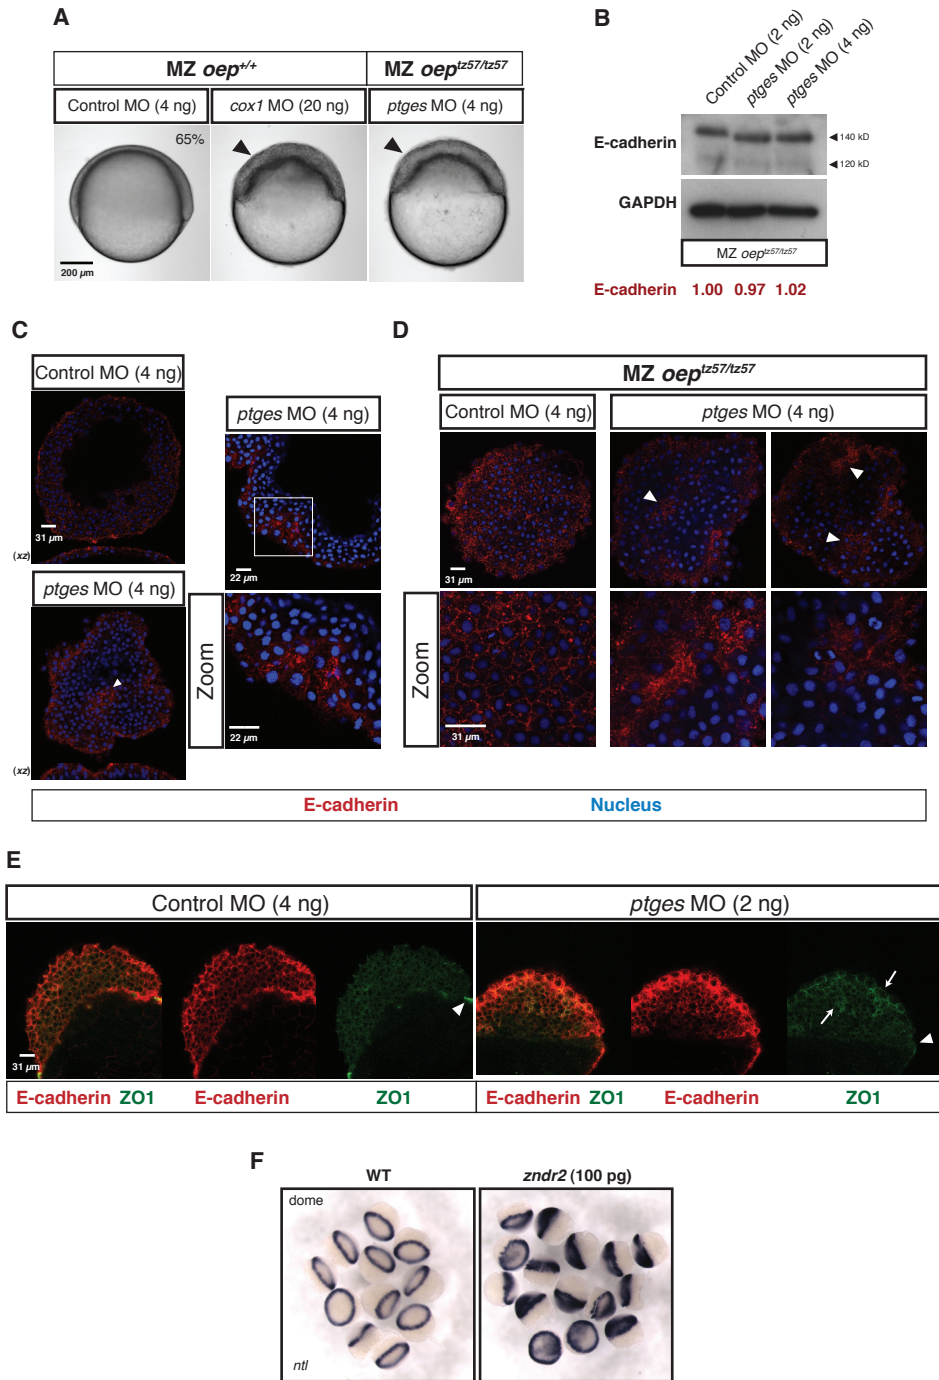 A
MZ oep+/+
MZ oeptz57/tz57
Control MO (4 ng)
cox1 MO (20 ng)
ptges MO (4 ng)
65%
200 µm
B
Control MO (2 ng)
ptges MO (2 ng)
ptges MO (4 ng)
E-cadherin
140 kD
120 kD
GAPDH
MZ oeptz57/tz57
E-cadherin 1.00 0.97 1.02
C
Control MO (4 ng)
31 µm
(xz)
ptges MO (4 ng)
(xz)
ptges MO (4 ng)
22 µm
Zoom
22 µm
D
MZ oeptz57/tz57
Control MO (4 ng)
ptges MO (4 ng)
31 µm
Zoom
31 µm
E-cadherin
Nucleus
E
Control MO (4 ng)
ptges MO (2 ng)
31 µm
E-cadherin ZO1
E-cadherin
ZO1
E-cadherin ZO1
E-cadherin
ZO1
F
WT
zndr2 (100 pg)
dome
ntl